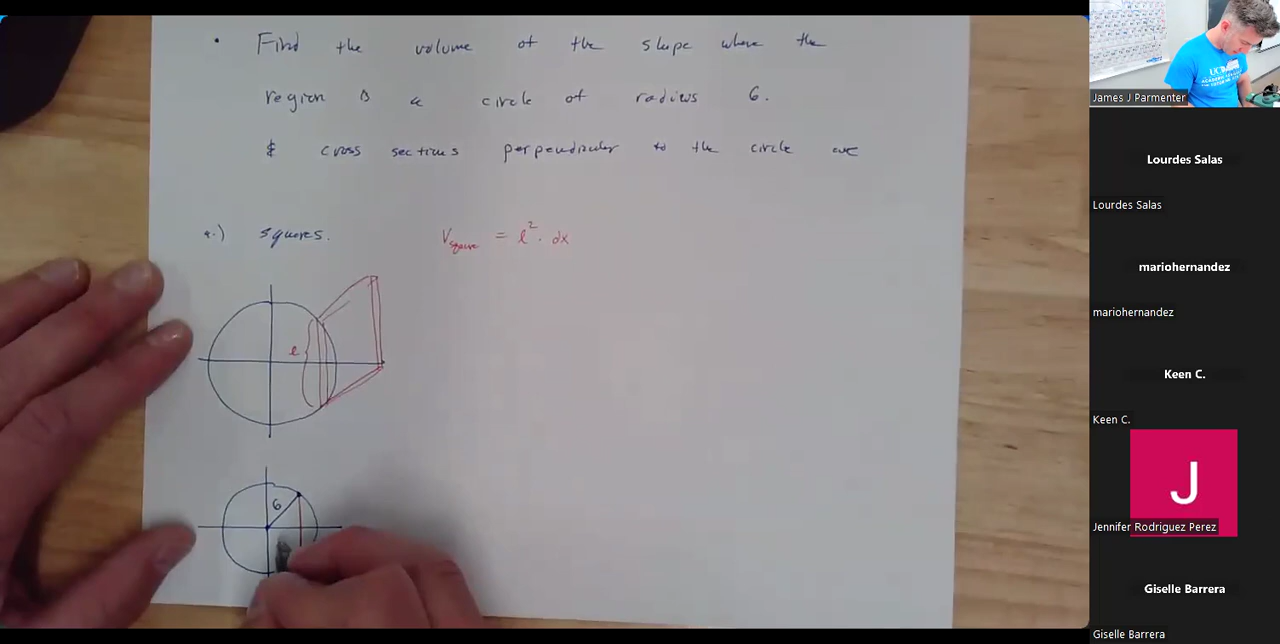 • Find the volume of the shape where the
region is a circle of radius 6.
& cross sections perpendicular to the circle are
a.) squares.
V square = l². dx
l
6
James J Parmenter
Lourdes Salas
Lourdes Salas
mariohernandez
mariohernandez
Keen C.
Keen C.
J
Jennifer Rodriguez Perez
Giselle Barrera
Giselle Barrera